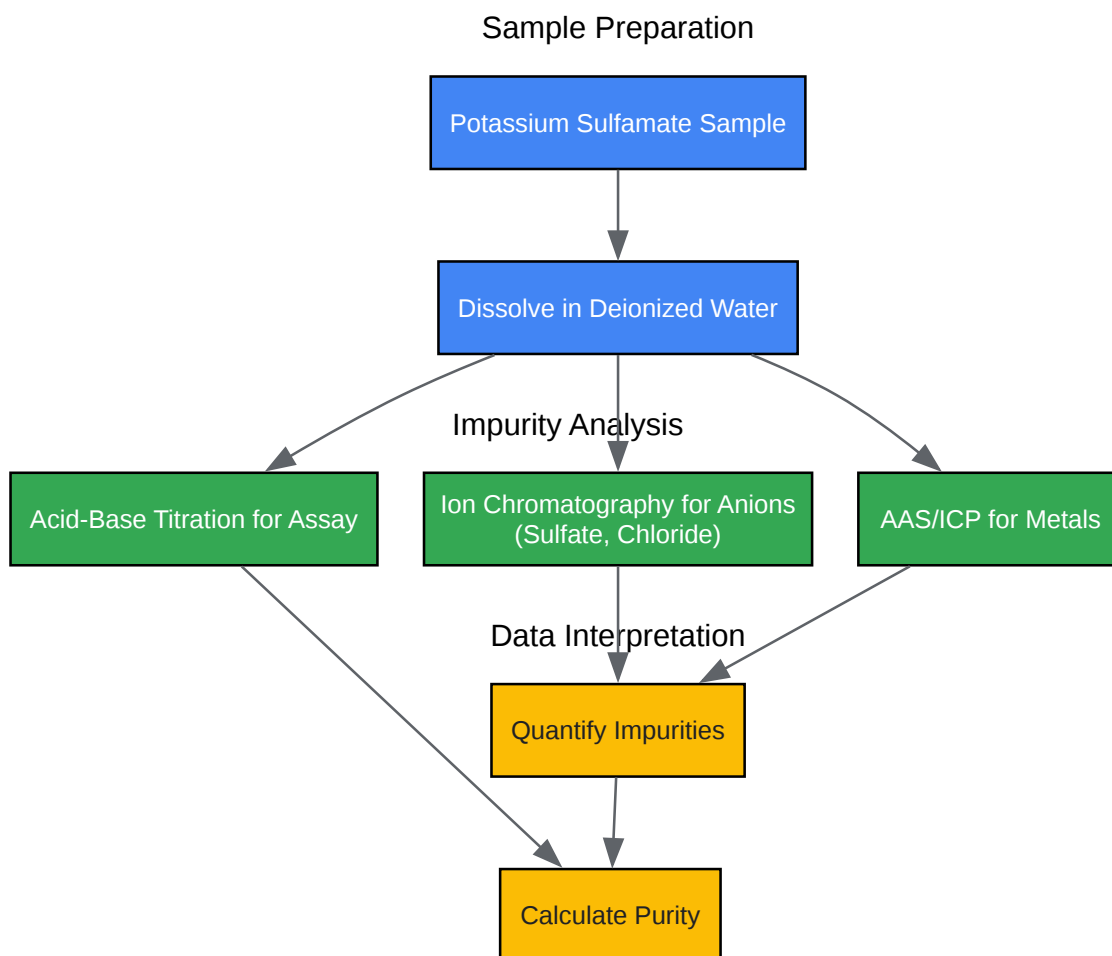 Sample Preparation
Potassium Sulfamate Sample
Dissolve in Deionized Water
Impurity Analysis
Acid-Base Titration for Assay
Ion Chromatography for Anions
(Sulfate, Chloride)
AAS/ICP for Metals
Data Interpretation
Quantify Impurities
Calculate Purity